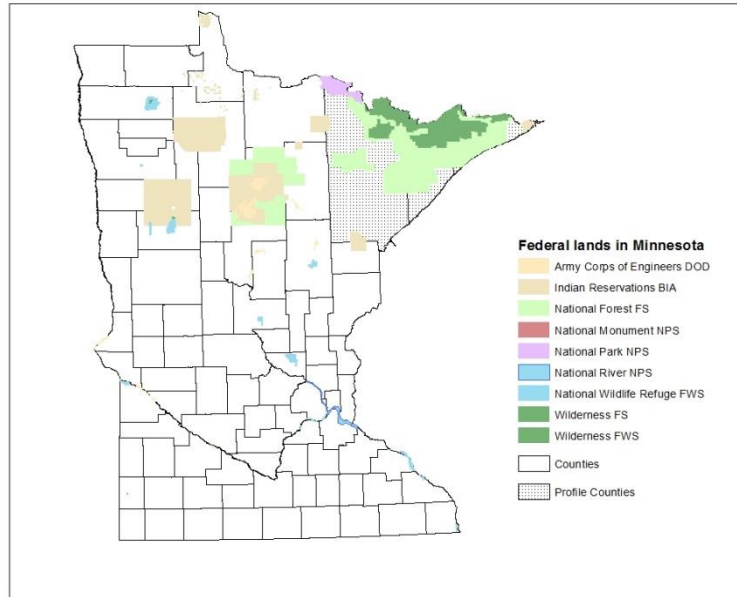 Federal lands in Minnesota
Army Corps of Engineers DOD
Indian Reservations BIA
National Forest FS
National Monument NPS
National Park NPS
National River NPS
National Wildlife Refuge FWS
Wilderness FS
Wilderness FWS
Counties
Profile Counties